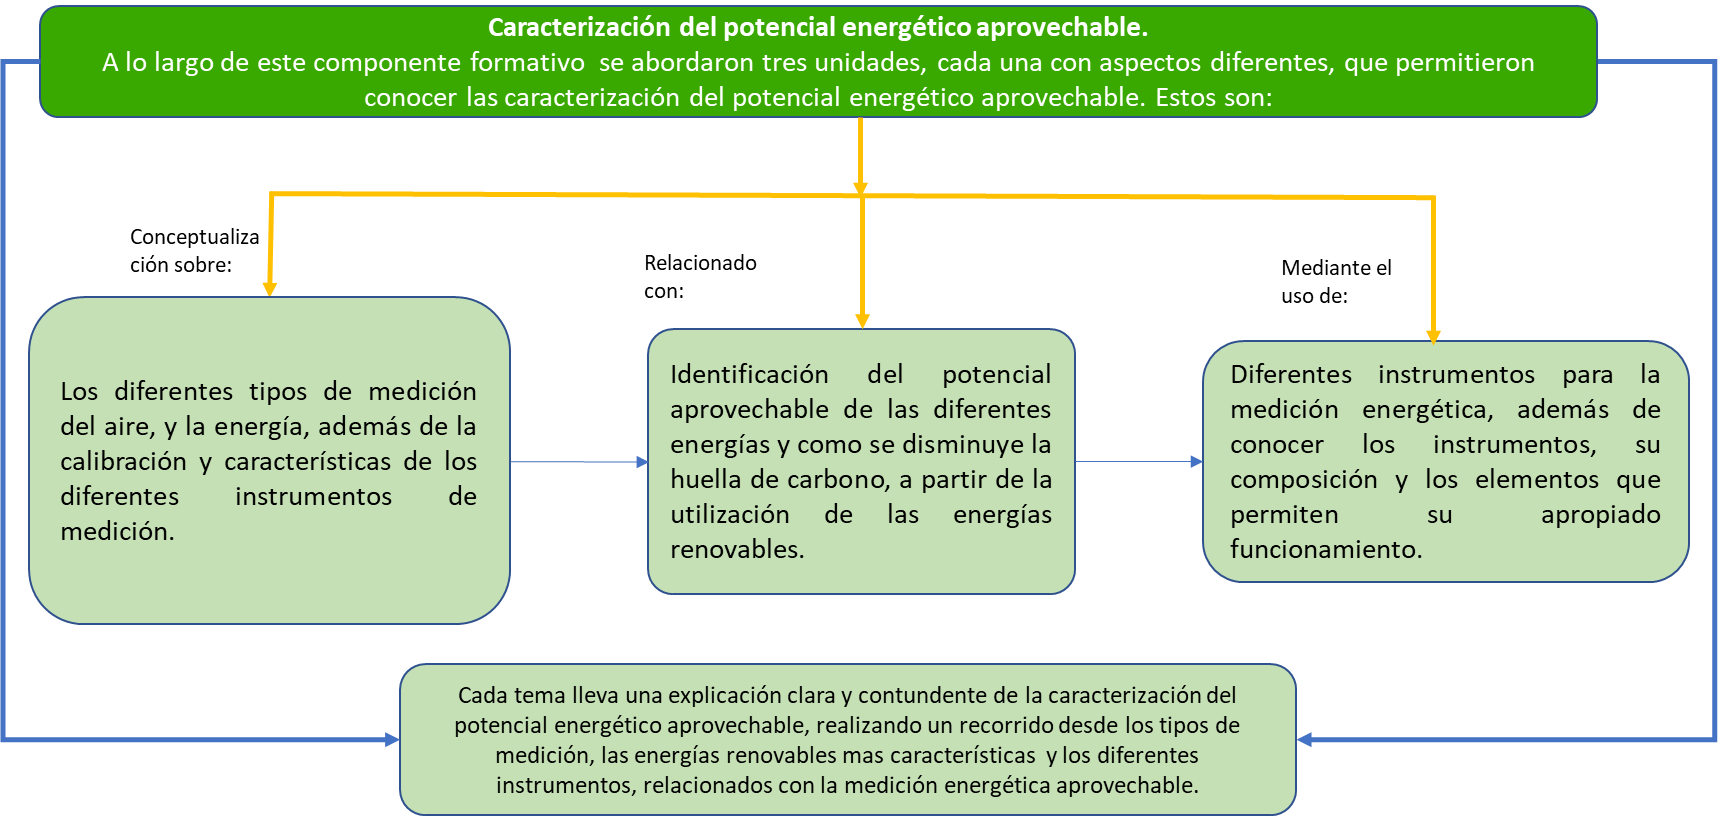 Caracterización del potencial energético aprovechable.
A lo largo de este componente formativo se abordaron tres unidades, cada una con aspectos diferentes, que permitieron
conocer las caracterización del potencial energético aprovechable. Estos son:
Conceptualiza
ción sobre:
Relacionado
con:
Mediante el
uso de:
Los diferentes tipos de medición
del aire, y la energía, además de la
calibración y características de los
diferentes instrumentos de
medición.
Identificación del potencial
aprovechable de las diferentes
energías y como se disminuye la
huella de carbono, a partir de la
utilización de las energías
renovables.
Diferentes instrumentos para la
medición energética, además de
conocer los instrumentos, su
composición y los elementos que
permiten su apropiado
funcionamiento.
Cada tema lleva una explicación clara y contundente de la caracterización del
potencial energético aprovechable, realizando un recorrido desde los tipos de
medición, las energías renovables mas características y los diferentes
instrumentos, relacionados con la medición energética aprovechable.